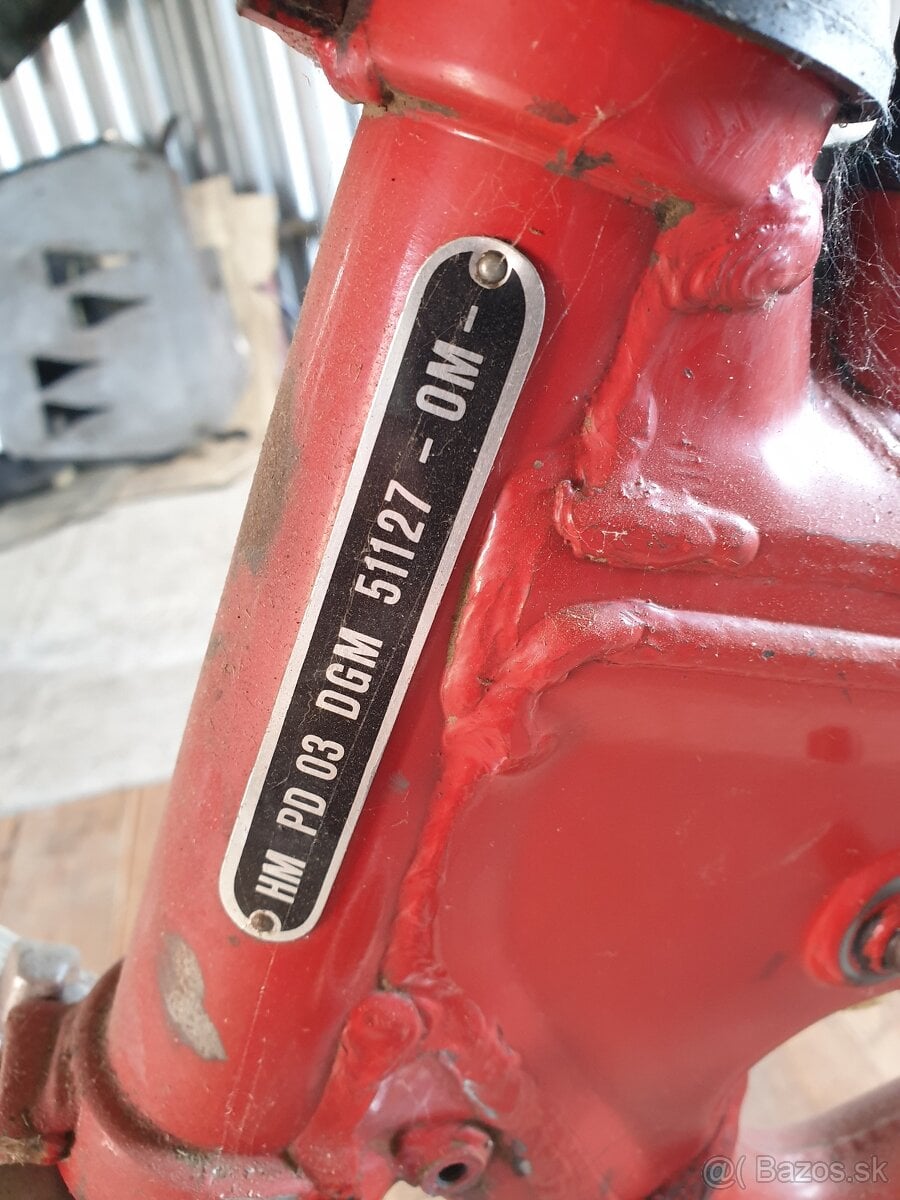 HM PD 03 DGM 51127 - OM -
@( Bazos.sk